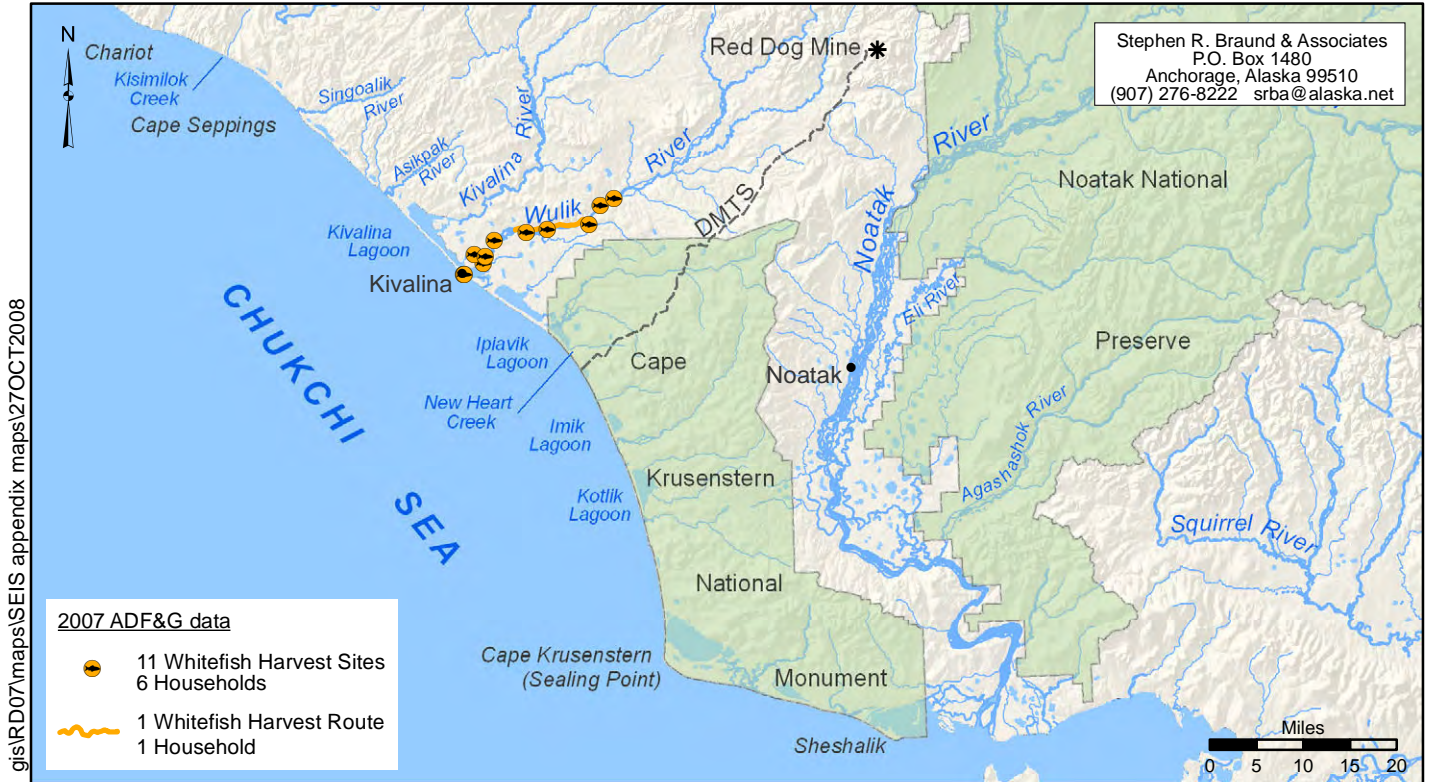 N
Chariot
Kisimilok
Creek
Cape Seppings
Singoalik
River
Asikpak
River
Kivalina
River
Wulik
River
Red Dog Mine
DMTS
Stephen R. Braund & Associates
P.O. Box 1480
Anchorage, Alaska 99510
(907) 276-8222 srba@alaska.net
Noatak
River
Noatak National
Preserve
Kivalina
Lagoon
Kivalina
Eli River
Ipiavik
Lagoon
Cape
Noatak
New Heart
Creek
Imik
Lagoon
Agashashok River
Krusenstern
Kotlik
Lagoon
CHUKCHI
SEA
Squirrel River
National
Cape Krusenstern
(Sealing Point)
Monument
Sheshalik
2007 ADF&G data
11 Whitefish Harvest Sites
6 Households
1 Whitefish Harvest Route
1 Household
Miles
0 5 10 15 20
gis\RD07\maps\SEIS appendix maps\27OCT2008